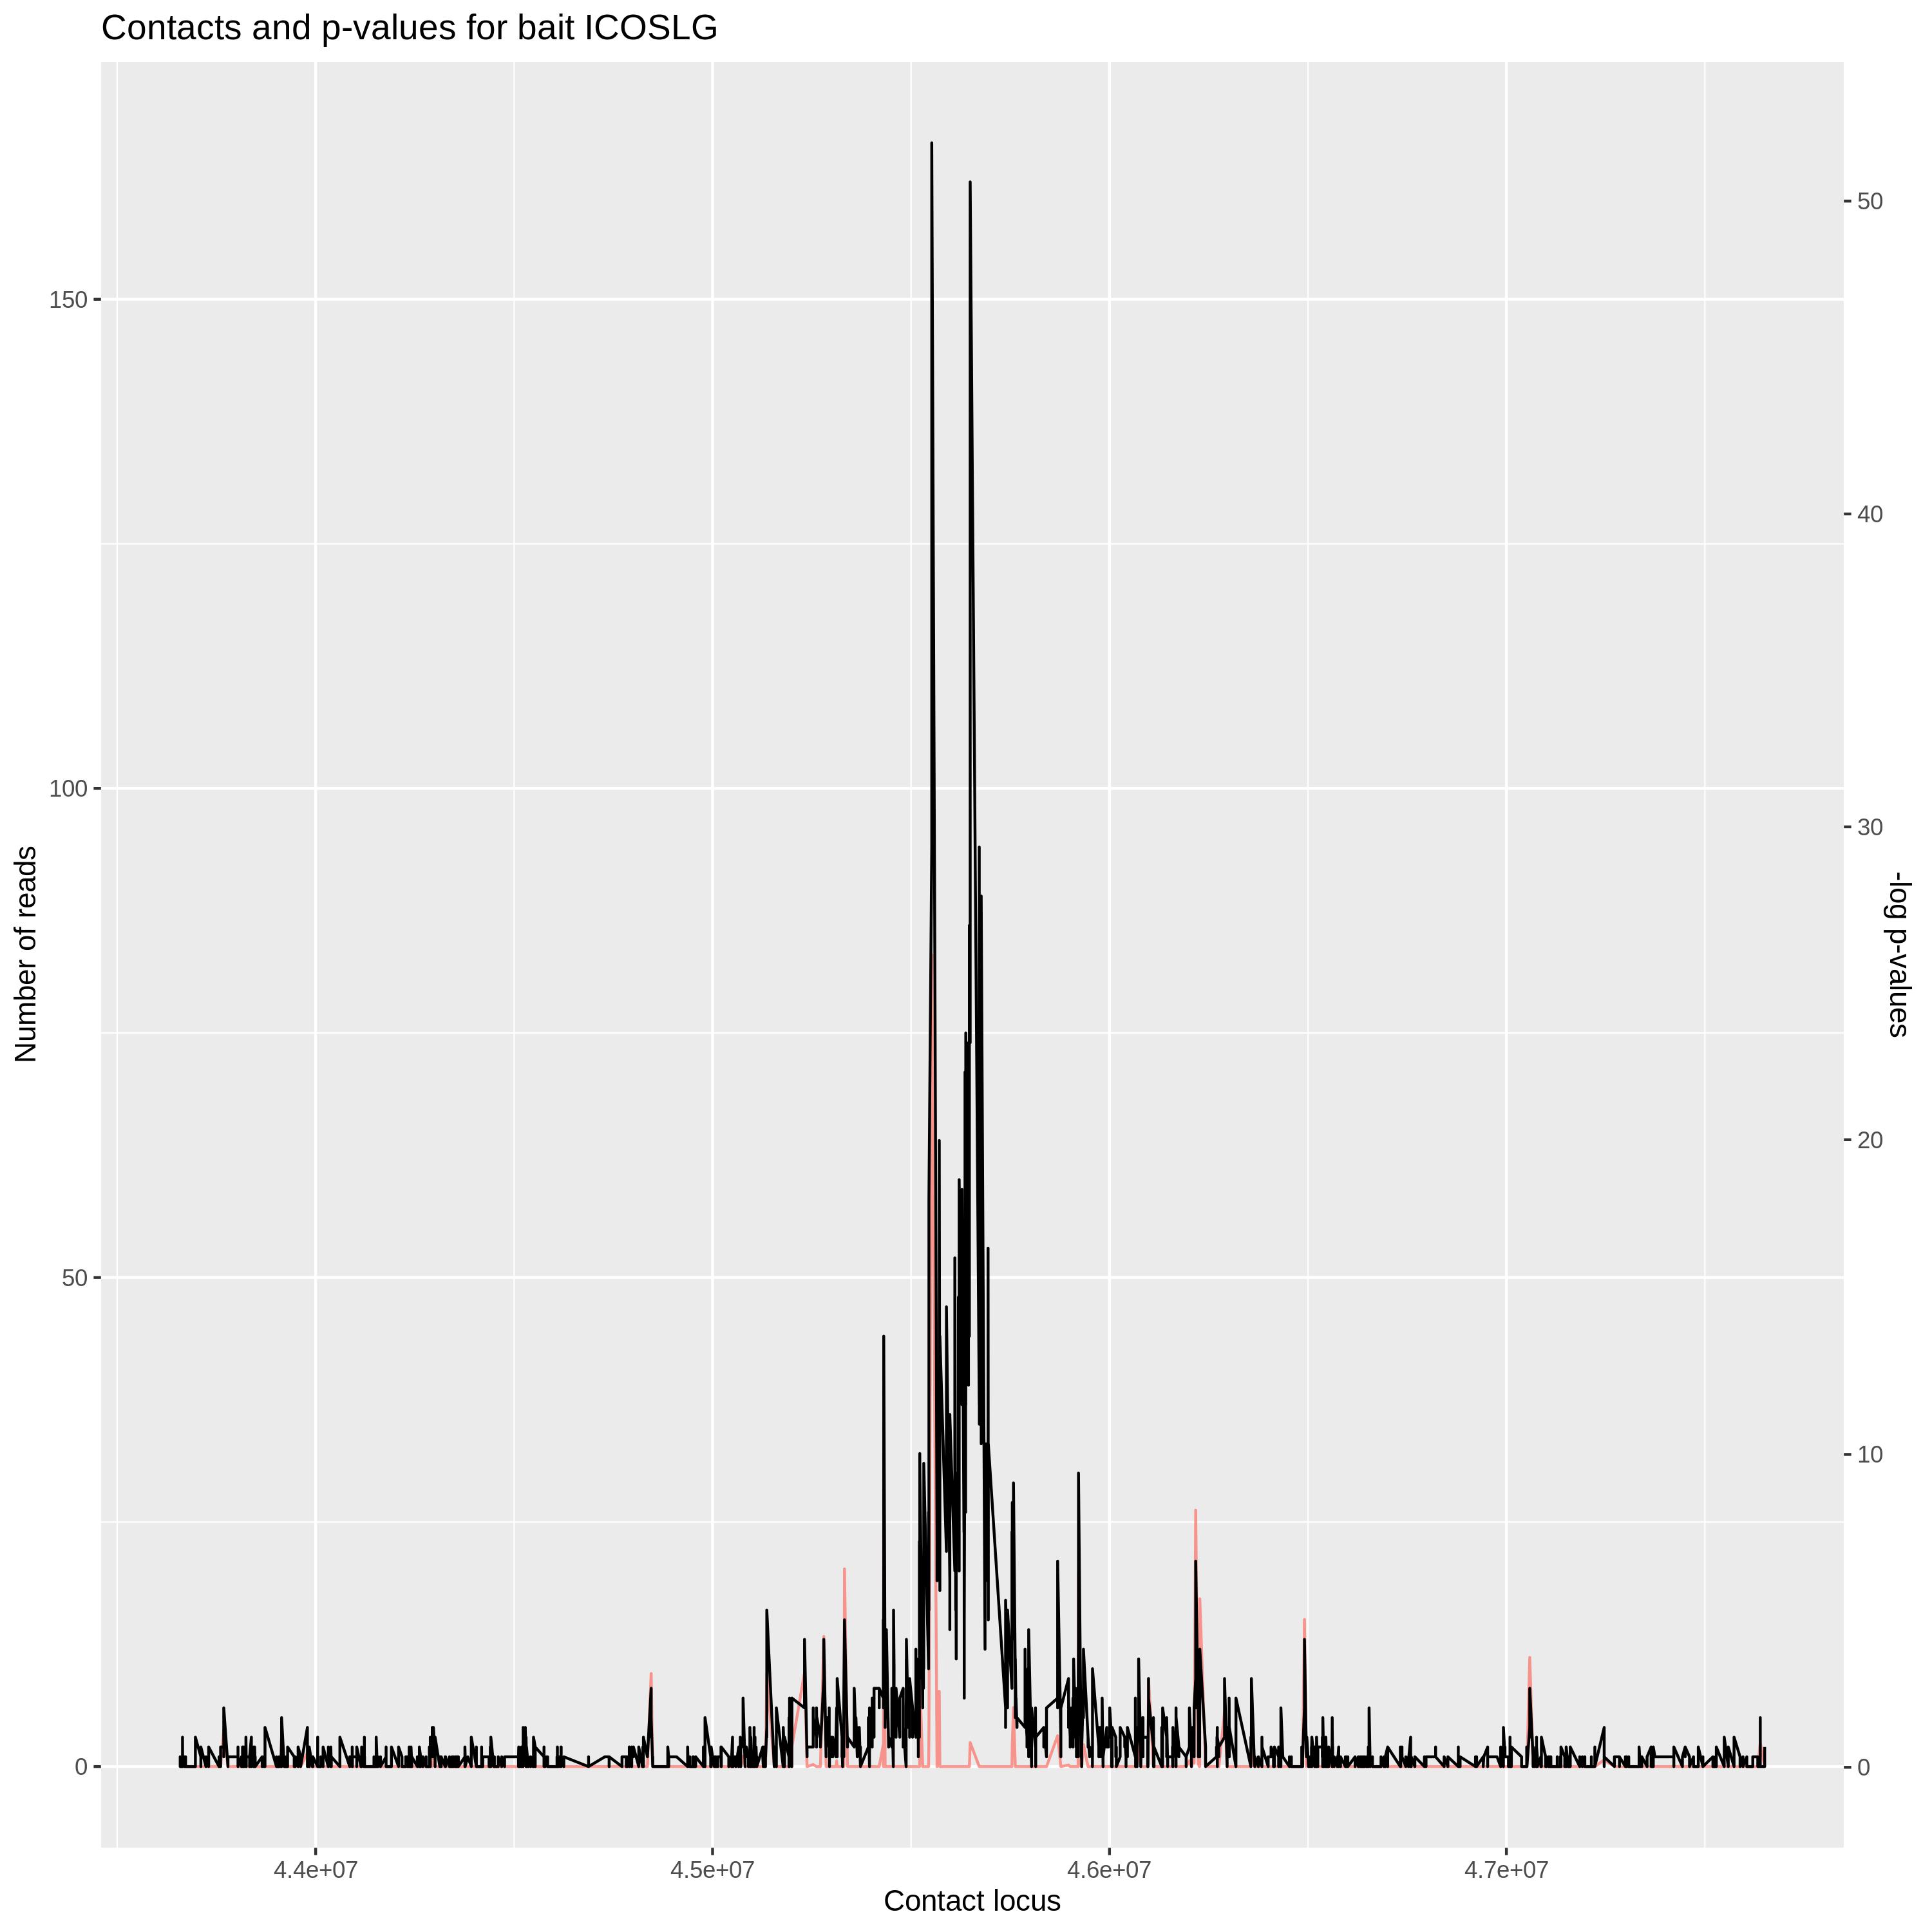 Contacts and p-values for bait ICOSLG
Number of reads
150
100
50
0
50
40
30
20
10
0
-log p-values
4.4e+07
4.5e+07
4.6e+07
4.7e+07
Contact locus